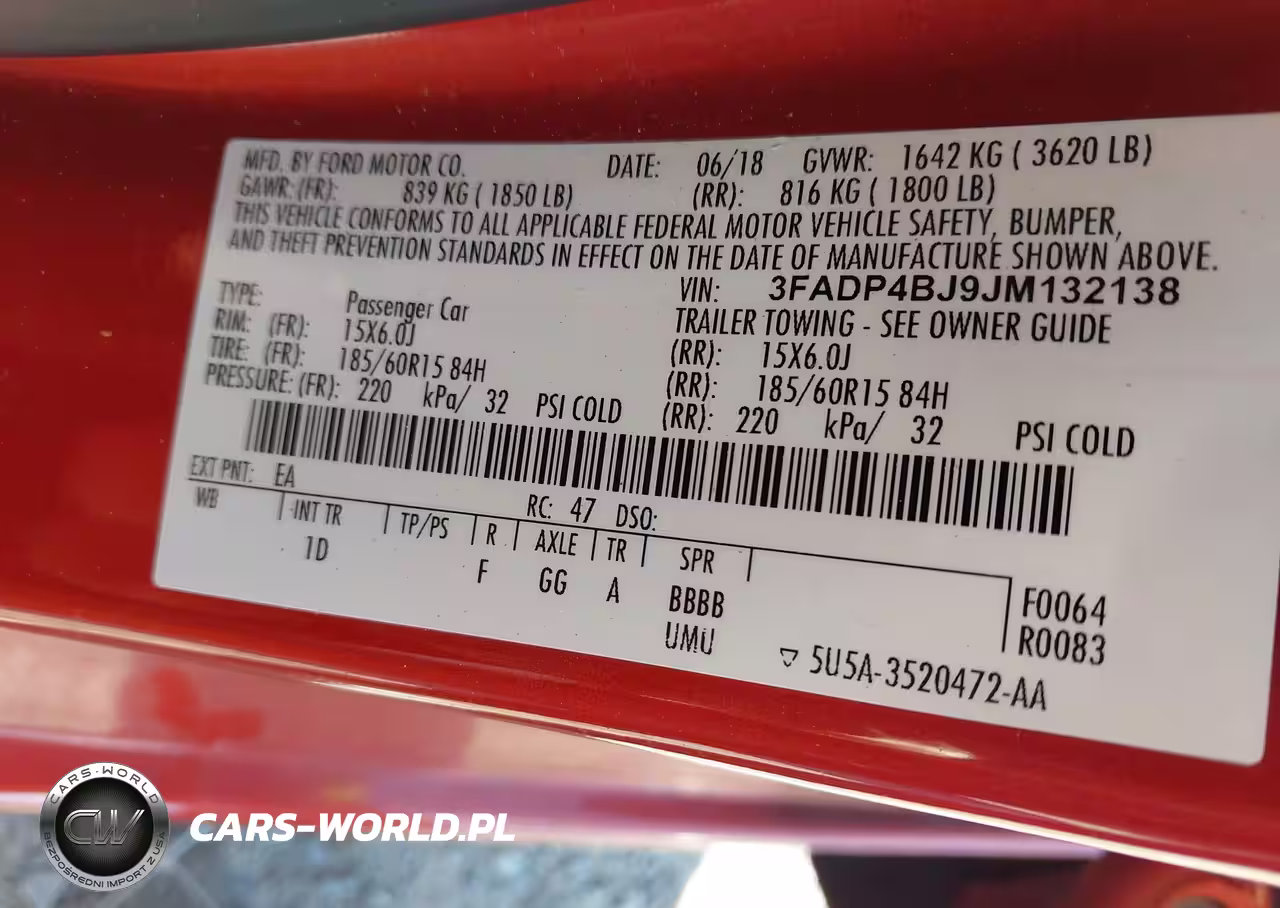 MFD. BY FORD MOTOR CO. DATE: 06/18 GVWR: 1642 KG ( 3620 LB)
GAWR: (FR): 839 KG ( 1850 LB) (RR): 816 KG ( 1800 LB)
THIS VEHICLE CONFORMS TO ALL APPLICABLE FEDERAL MOTOR VEHICLE SAFETY, BUMPER,
AND THEFT PREVENTION STANDARDS IN EFFECT ON THE DATE OF MANUFACTURE SHOWN ABOVE.
VIN: 3FADP4BJ9JM132138
TYPE: Passenger Car TRAILER TOWING - SEE OWNER GUIDE
RIM: (FR): 15X6.0J (RR): 15X6.0J
TIRE: (FR): 185/60R15 84H (RR): 185/60R15 84H
PRESSURE: (FR): 220 kPa/ 32 PSI COLD (RR): 220 kPa/ 32 PSI COLD
EXT PNT: EA RC: 47 DSO:
WB INT TR TP/PS R AXLE TR SPR
1D F GG A BBBB F0064
UMU R0083
5U5A-3520472-AA
CARS-WORLD
CW
BEZPOŚREDNI IMPORT Z USA
CARS-WORLD.PL